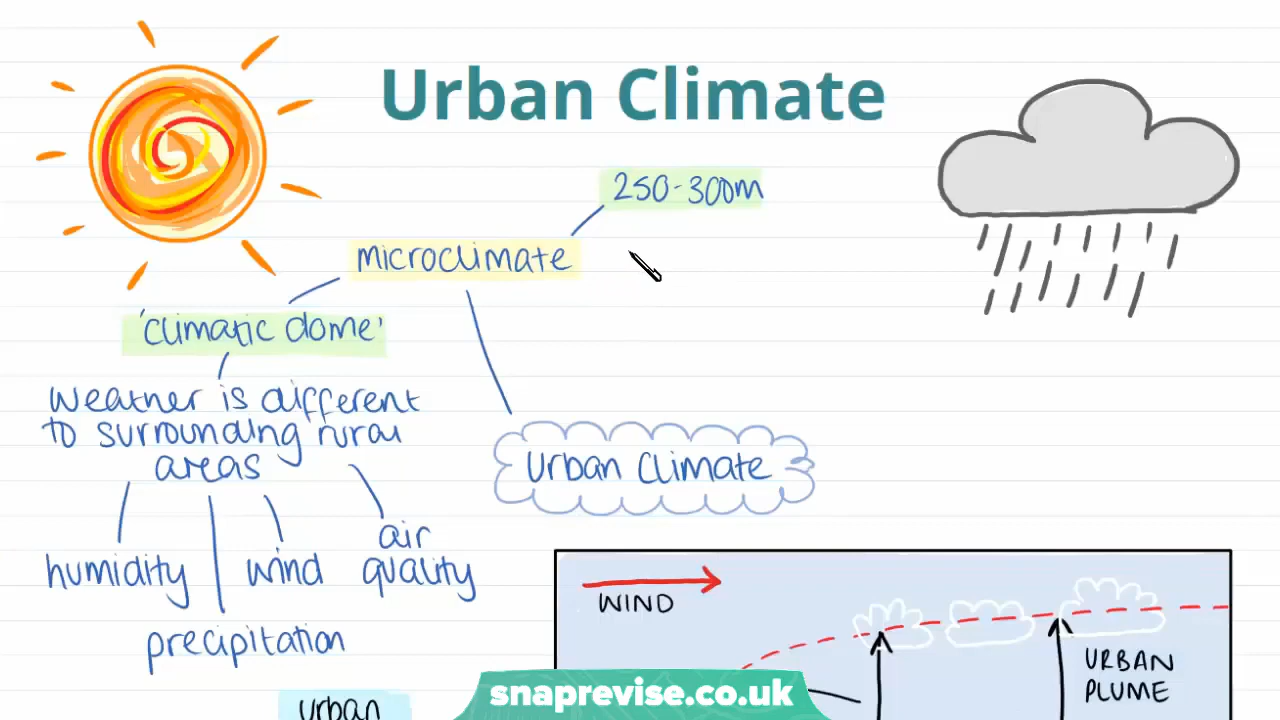 Urban Climate
250-300m
microclimate
'climatic dome'
Weather is different
to surrounding rural
areas
Urban Climate
humidity
wind
air
quality
precipitation
WIND
URBAN
PLUME
snaprevise.co.uk
urban